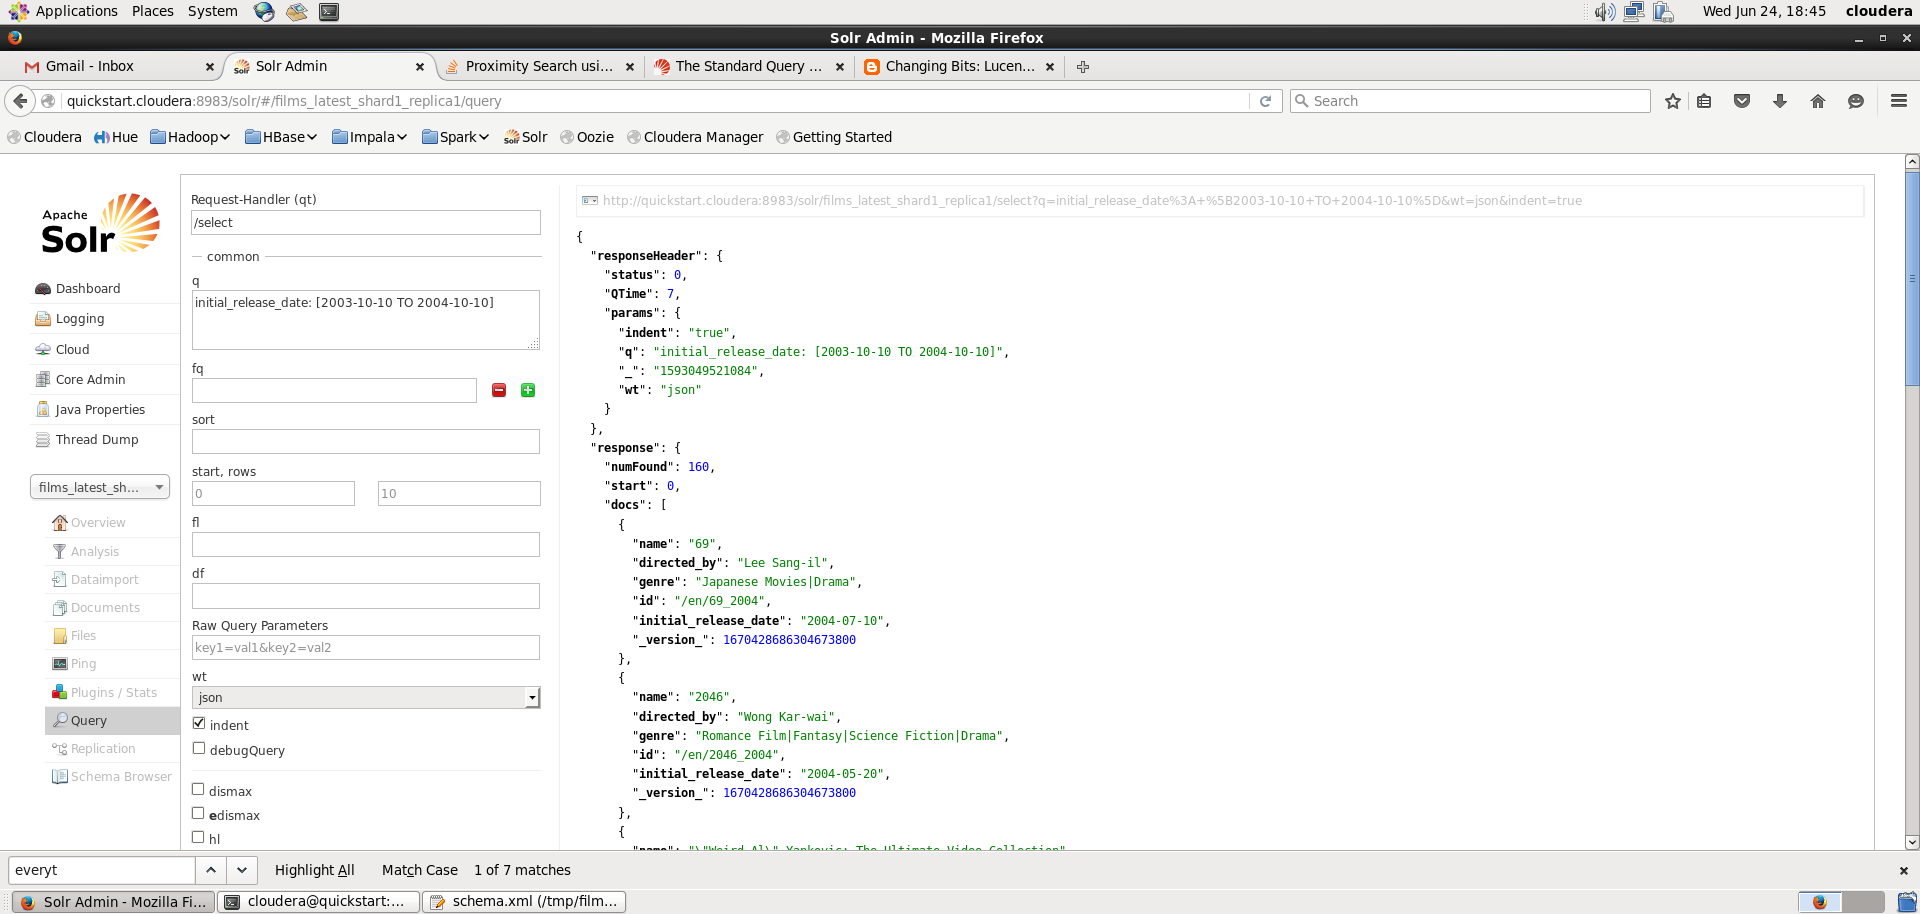 Applications Places System Wed Jun 24, 18:45 cloudera
Solr Admin - Mozilla Firefox
Gmail - Inbox Solr Admin Proximity Search usi... The Standard Query ... Changing Bits: Lucen...
quickstart.cloudera:8983/solr/#/films_latest_shard1_replica1/query Search
Cloudera Hue Hadoop HBase Impala Spark Solr Oozie Cloudera Manager Getting Started
Apache
Solr
Dashboard
Logging
Cloud
Core Admin
Java Properties
Thread Dump
films_latest_sh...
Overview
Analysis
Dataimport
Documents
Files
Ping
Plugins / Stats
Query
Replication
Schema Browser
Request-Handler (qt)
/select
common
q
initial_release_date: [2003-10-10 TO 2004-10-10]
fq
sort
start, rows
0 10
fl
df
Raw Query Parameters
key1=val1&key2=val2
wt
json
indent
debugQuery
dismax
edismax
hl
http://quickstart.cloudera:8983/solr/films_latest_shard1_replica1/select?q=initial_release_date%3A+%5B2003-10-10+TO+2004-10-10%5D&wt=json&indent=true
{
"responseHeader": {
"status": 0,
"QTime": 7,
"params": {
"indent": "true",
"q": "initial_release_date: [2003-10-10 TO 2004-10-10]",
"_": "1593049521084",
"wt": "json"
}
},
"response": {
"numFound": 160,
"start": 0,
"docs": [
{
"name": "69",
"directed_by": "Lee Sang-il",
"genre": "Japanese Movies|Drama",
"id": "/en/69_2004",
"initial_release_date": "2004-07-10",
"_version_": 1670428686304673800
},
{
"name": "2046",
"directed_by": "Wong Kar-wai",
"genre": "Romance Film|Fantasy|Science Fiction|Drama",
"id": "/en/2046_2004",
"initial_release_date": "2004-05-20",
"_version_": 1670428686304673800
},
{
"name": "\"Weird Al\" Yankovic: The Ultimate Video Collection"
everyt Highlight All Match Case 1 of 7 matches
Solr Admin - Mozilla Fi... cloudera@quickstart:... schema.xml (/tmp/film...